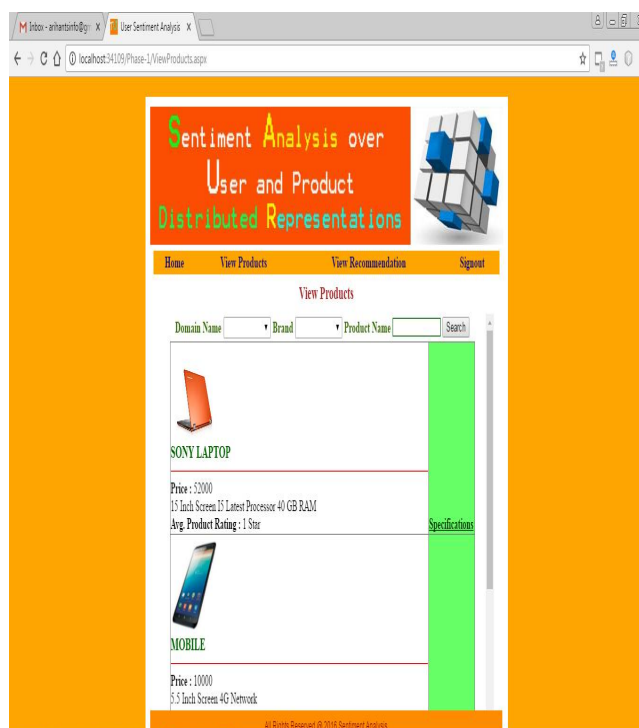 Inbox - arihantsinfo@g
User Sentiment Analysis
localhost:34109/Phase-1/ViewProducts.aspx
Sentiment Analysis over
User and Product
Distributed Representations
Home View Products View Recommendation Signout
View Products
Domain Name Brand Product Name Search
SONY LAPTOP
Price : 52000
15 Inch Screen I5 Latest Processor 40 GB RAM
Avg. Product Rating : 1 Star Specifications
MOBILE
Price : 10000
5.5 Inch Screen 4G Network
All Rights Reserved @ 2016 Sentiment Analysis